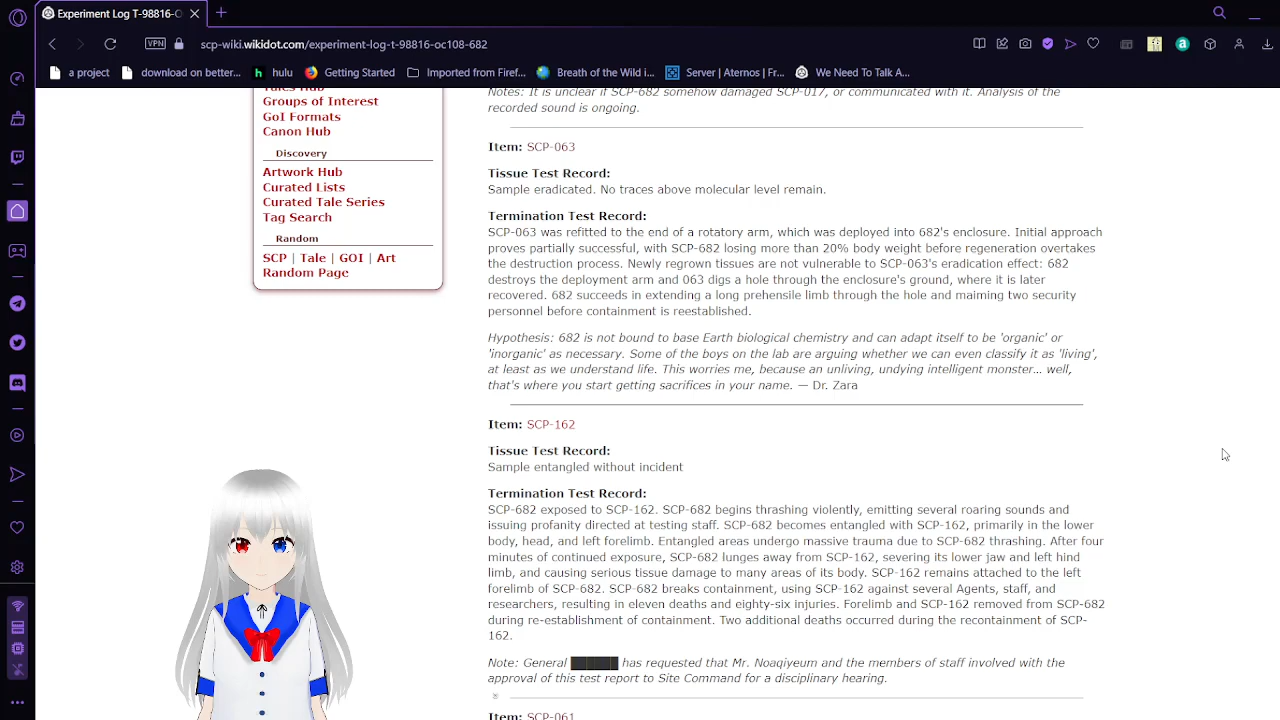 Experiment Log T-98816-O
scp-wiki.wikidot.com/experiment-log-t-98816-oc108-682
VPN
a project
download on better...
hulu
Getting Started
Imported from Firef...
Breath of the Wild i...
Server | Aternos | Fr...
We Need To Talk A...
Tales Hub
Groups of Interest
GoI Formats
Canon Hub
Discovery
Artwork Hub
Curated Lists
Curated Tale Series
Tag Search
Random
SCP | Tale | GOI | Art
Random Page
Notes: It is unclear if SCP-682 somehow damaged SCP-017, or communicated with it. Analysis of the
recorded sound is ongoing.
Item: SCP-063
Tissue Test Record:
Sample eradicated. No traces above molecular level remain.
Termination Test Record:
SCP-063 was refitted to the end of a rotatory arm, which was deployed into 682's enclosure. Initial approach
proves partially successful, with SCP-682 losing more than 20% body weight before regeneration overtakes
the destruction process. Newly regrown tissues are not vulnerable to SCP-063's eradication effect: 682
destroys the deployment arm and 063 digs a hole through the enclosure's ground, where it is later
recovered. 682 succeeds in extending a long prehensile limb through the hole and maiming two security
personnel before containment is reestablished.
Hypothesis: 682 is not bound to base Earth biological chemistry and can adapt itself to be 'organic' or
'inorganic' as necessary. Some of the boys on the lab are arguing whether we can even classify it as 'living',
at least as we understand life. This worries me, because an unliving, undying intelligent monster... well,
that's where you start getting sacrifices in your name. — Dr. Zara
Item: SCP-162
Tissue Test Record:
Sample entangled without incident
Termination Test Record:
SCP-682 exposed to SCP-162. SCP-682 begins thrashing violently, emitting several roaring sounds and
issuing profanity directed at testing staff. SCP-682 becomes entangled with SCP-162, primarily in the lower
body, head, and left forelimb. Entangled areas undergo massive trauma due to SCP-682 thrashing. After four
minutes of continued exposure, SCP-682 lunges away from SCP-162, severing its lower jaw and left hind
limb, and causing serious tissue damage to many areas of its body. SCP-162 remains attached to the left
forelimb of SCP-682. SCP-682 breaks containment, using SCP-162 against several Agents, staff, and
researchers, resulting in eleven deaths and eighty-six injuries. Forelimb and SCP-162 removed from SCP-682
during re-establishment of containment. Two additional deaths occurred during the recontainment of SCP-
162.
Note: General ██████ has requested that Mr. Noaqiyeum and the members of staff involved with the
approval of this test report to Site Command for a disciplinary hearing.
Item: SCP-061